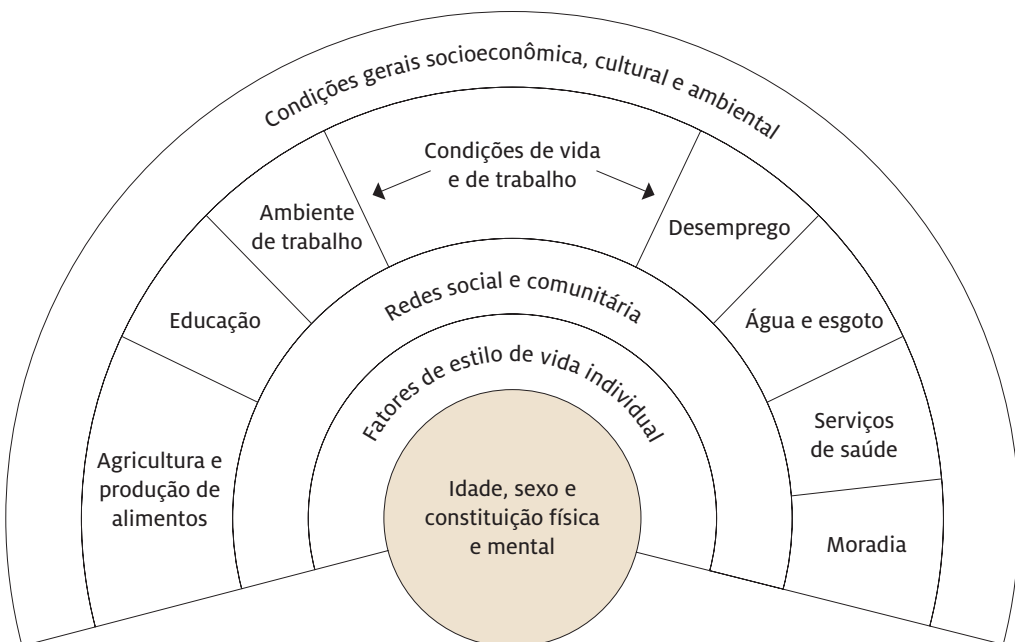 Condições gerais socioeconômica, cultural e ambiental
Condições de vida
e de trabalho
Ambiente
de trabalho
Desemprego
Educação
Água e esgoto
Agricultura e
produção de
alimentos
Serviços
de saúde
Moradia
Redes social e comunitária
Fatores de estilo de vida individual
Idade, sexo e
constituição física
e mental